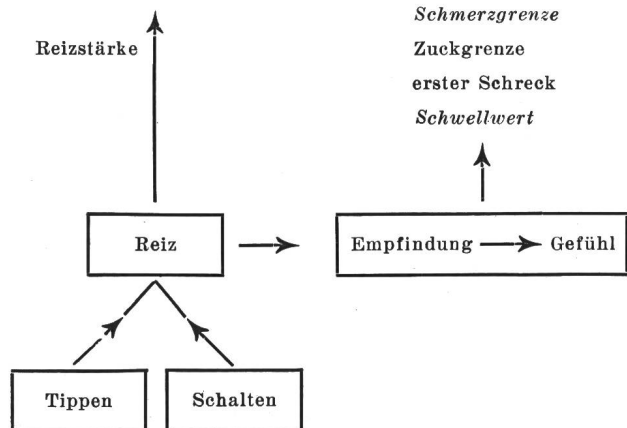 Schmerzgrenze
Reizstärke
Zuckgrenze
erster Schreck
Schwellwert
Reiz
Empfindung
Gefühl
Tippen
Schalten